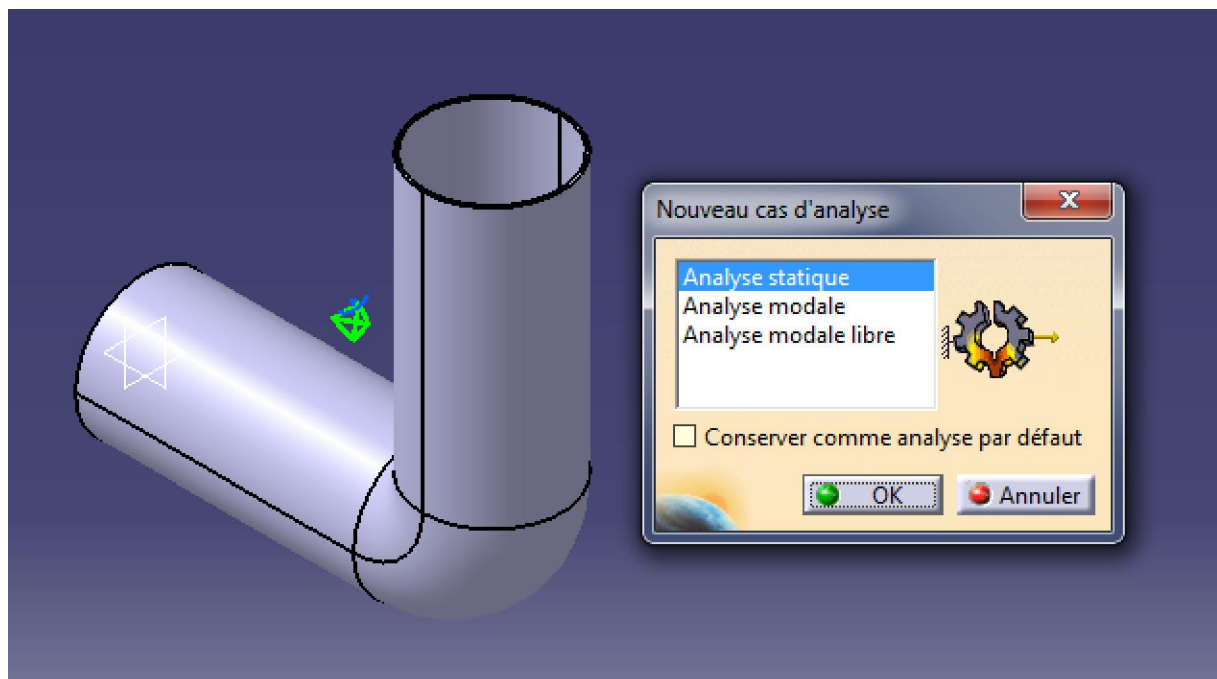 Nouveau cas d'analyse
Analyse statique
Analyse modale
Analyse modale libre
Conserver comme analyse par défaut
OK
Annuler